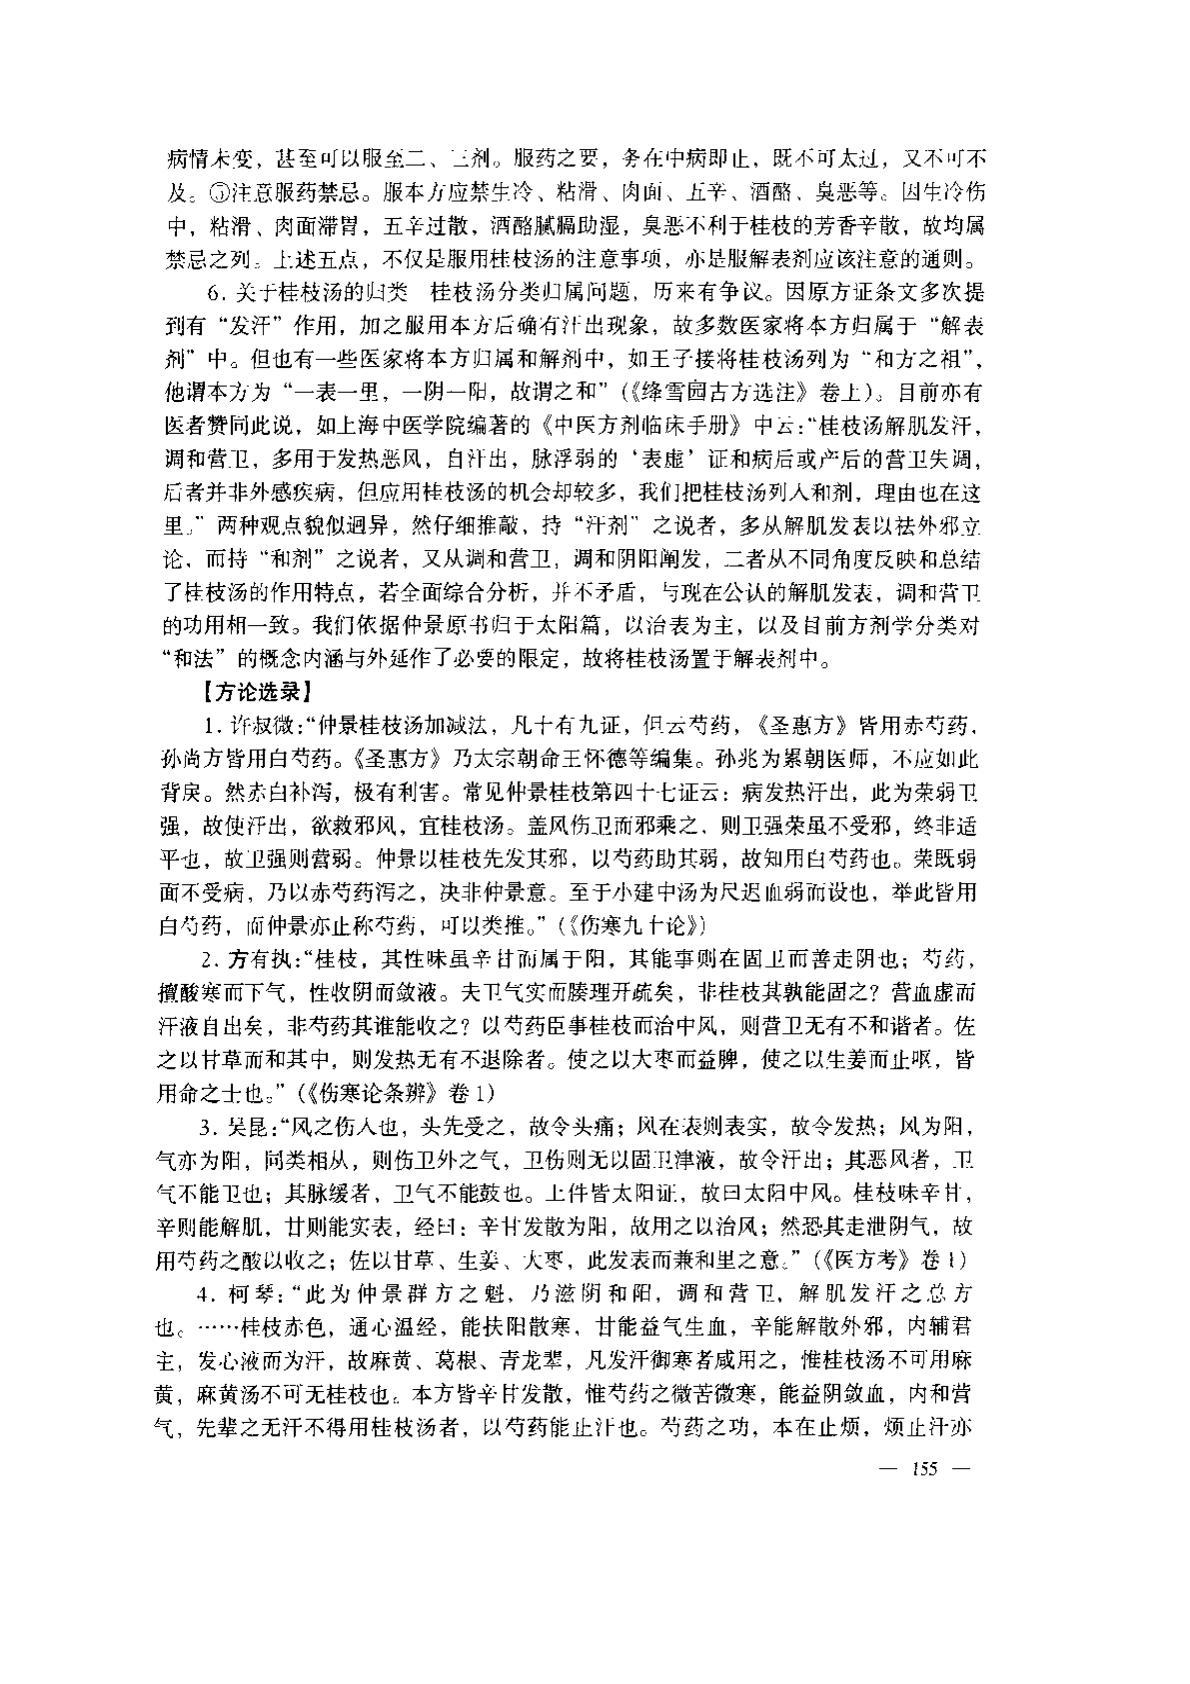 病情未变，甚至可以服至二、三剂。服药之要，务在中病即止，既不可太过，又不可不
及。⑤注意服药禁忌。服本方应禁生冷、粘滑、肉面、五辛、酒酪、臭恶等。因生冷伤
中，粘滑、肉面滞胃，五辛过散，酒酪腻膈助湿，臭恶不利于桂枝的芳香辛散，故均属
禁忌之列。上述五点，不仅是服用桂枝汤的注意事项，亦是服解表剂应该注意的通则。
6. 关于桂枝汤的归类　桂枝汤分类归属问题，历来有争议。因原方证条文多次提
到有“发汗”作用，加之服用本方后确有汗出现象，故多数医家将本方归属于“解表
剂”中。但也有一些医家将本方归属和解剂中，如王子接将桂枝汤列为“和方之祖”，
他谓本方为“一表一里，一阴一阳，故谓之和”（《绛雪园古方选注》卷上）。目前亦有
医者赞同此说，如上海中医学院编著的《中医方剂临床手册》中云：“桂枝汤解肌发汗，
调和营卫，多用于发热恶风，自汗出，脉浮弱的‘表虚’证和病后或产后的营卫失调，
后者并非外感疾病，但应用桂枝汤的机会却较多，我们把桂枝汤列入和剂，理由也在这
里。”两种观点貌似迥异，然仔细推敲，持“汗剂”之说者，多从解肌发表以祛外邪立
论，而持“和剂”之说者，又从调和营卫，调和阴阳阐发，二者从不同角度反映和总结
了桂枝汤的作用特点，若全面综合分析，并不矛盾，与现在公认的解肌发表，调和营卫
的功用相一致。我们依据仲景原书归于太阳篇，以治表为主，以及目前方剂学分类对
“和法”的概念内涵与外延作了必要的限定，故将桂枝汤置于解表剂中。
【方论选录】
1. 许叔微：“仲景桂枝汤加减法，凡十有九证，但云芍药，《圣惠方》皆用赤芍药，
孙尚方皆用白芍药。《圣惠方》乃太宗朝命王怀德等编集。孙兆为累朝医师，不应如此
背戾。然赤白补泻，极有利害。常见仲景桂枝第四十七证云：病发热汗出，此为荣弱卫
强，故使汗出，欲救邪风，宜桂枝汤。盖风伤卫而邪乘之，则卫强荣虽不受邪，终非适
平也，故卫强则营弱。仲景以桂枝先发其邪，以芍药助其弱，故知用白芍药也。荣既弱
面不受病，乃以赤芍药泻之，决非仲景意。至于小建中汤为尺迟血弱而设也，举此皆用
白芍药，而仲景亦止称芍药，可以类推。”（《伤寒九十论》）
2. 方有执：“桂枝，其性味虽辛甘而属于阳，其能事则在固卫而善走阴也；芍药，
擅酸寒而下气，性收阴而敛液。夫卫气实而腠理开疏矣，非桂枝其孰能固之？营血虚而
汗液自出矣，非芍药其谁能收之？以芍药臣事桂枝而治中风，则营卫无有不和谐者。佐
之以甘草而和其中，则发热无有不退除者。使之以大枣而益脾，使之以生姜而止呕，皆
用命之士也。”（《伤寒论条辨》卷 1）
3. 吴昆：“风之伤人也，头先受之，故令头痛；风在表则表实，故令发热；风为阳，
气亦为阳，同类相从，则伤卫外之气，卫伤则无以固卫津液，故令汗出；其恶风者，卫
气不能卫也；其脉缓者，卫气不能鼓也。上件皆太阳证，故曰太阳中风。桂枝味辛甘，
辛则能解肌，甘则能实表，经曰：辛甘发散为阳，故用之以治风；然恐其走泄阴气，故
用芍药之酸以收之；佐以甘草、生姜、大枣，此发表而兼和里之意。”（《医方考》卷 1）
4. 柯琴：“此为仲景群方之魁，乃滋阴和阳，调和营卫，解肌发汗之总方
也。……桂枝赤色，通心温经，能扶阳散寒，甘能益气生血，辛能解散外邪，内辅君
主，发心液而为汗，故麻黄、葛根、青龙辈，凡发汗御寒者咸用之，惟桂枝汤不可用麻
黄，麻黄汤不可无桂枝也。本方皆辛甘发散，惟芍药之微苦微寒，能益阴敛血，内和营
气，先辈之无汗不得用桂枝汤者，以芍药能止汗也。芍药之功，本在止烦，烦止汗亦
— 155 —